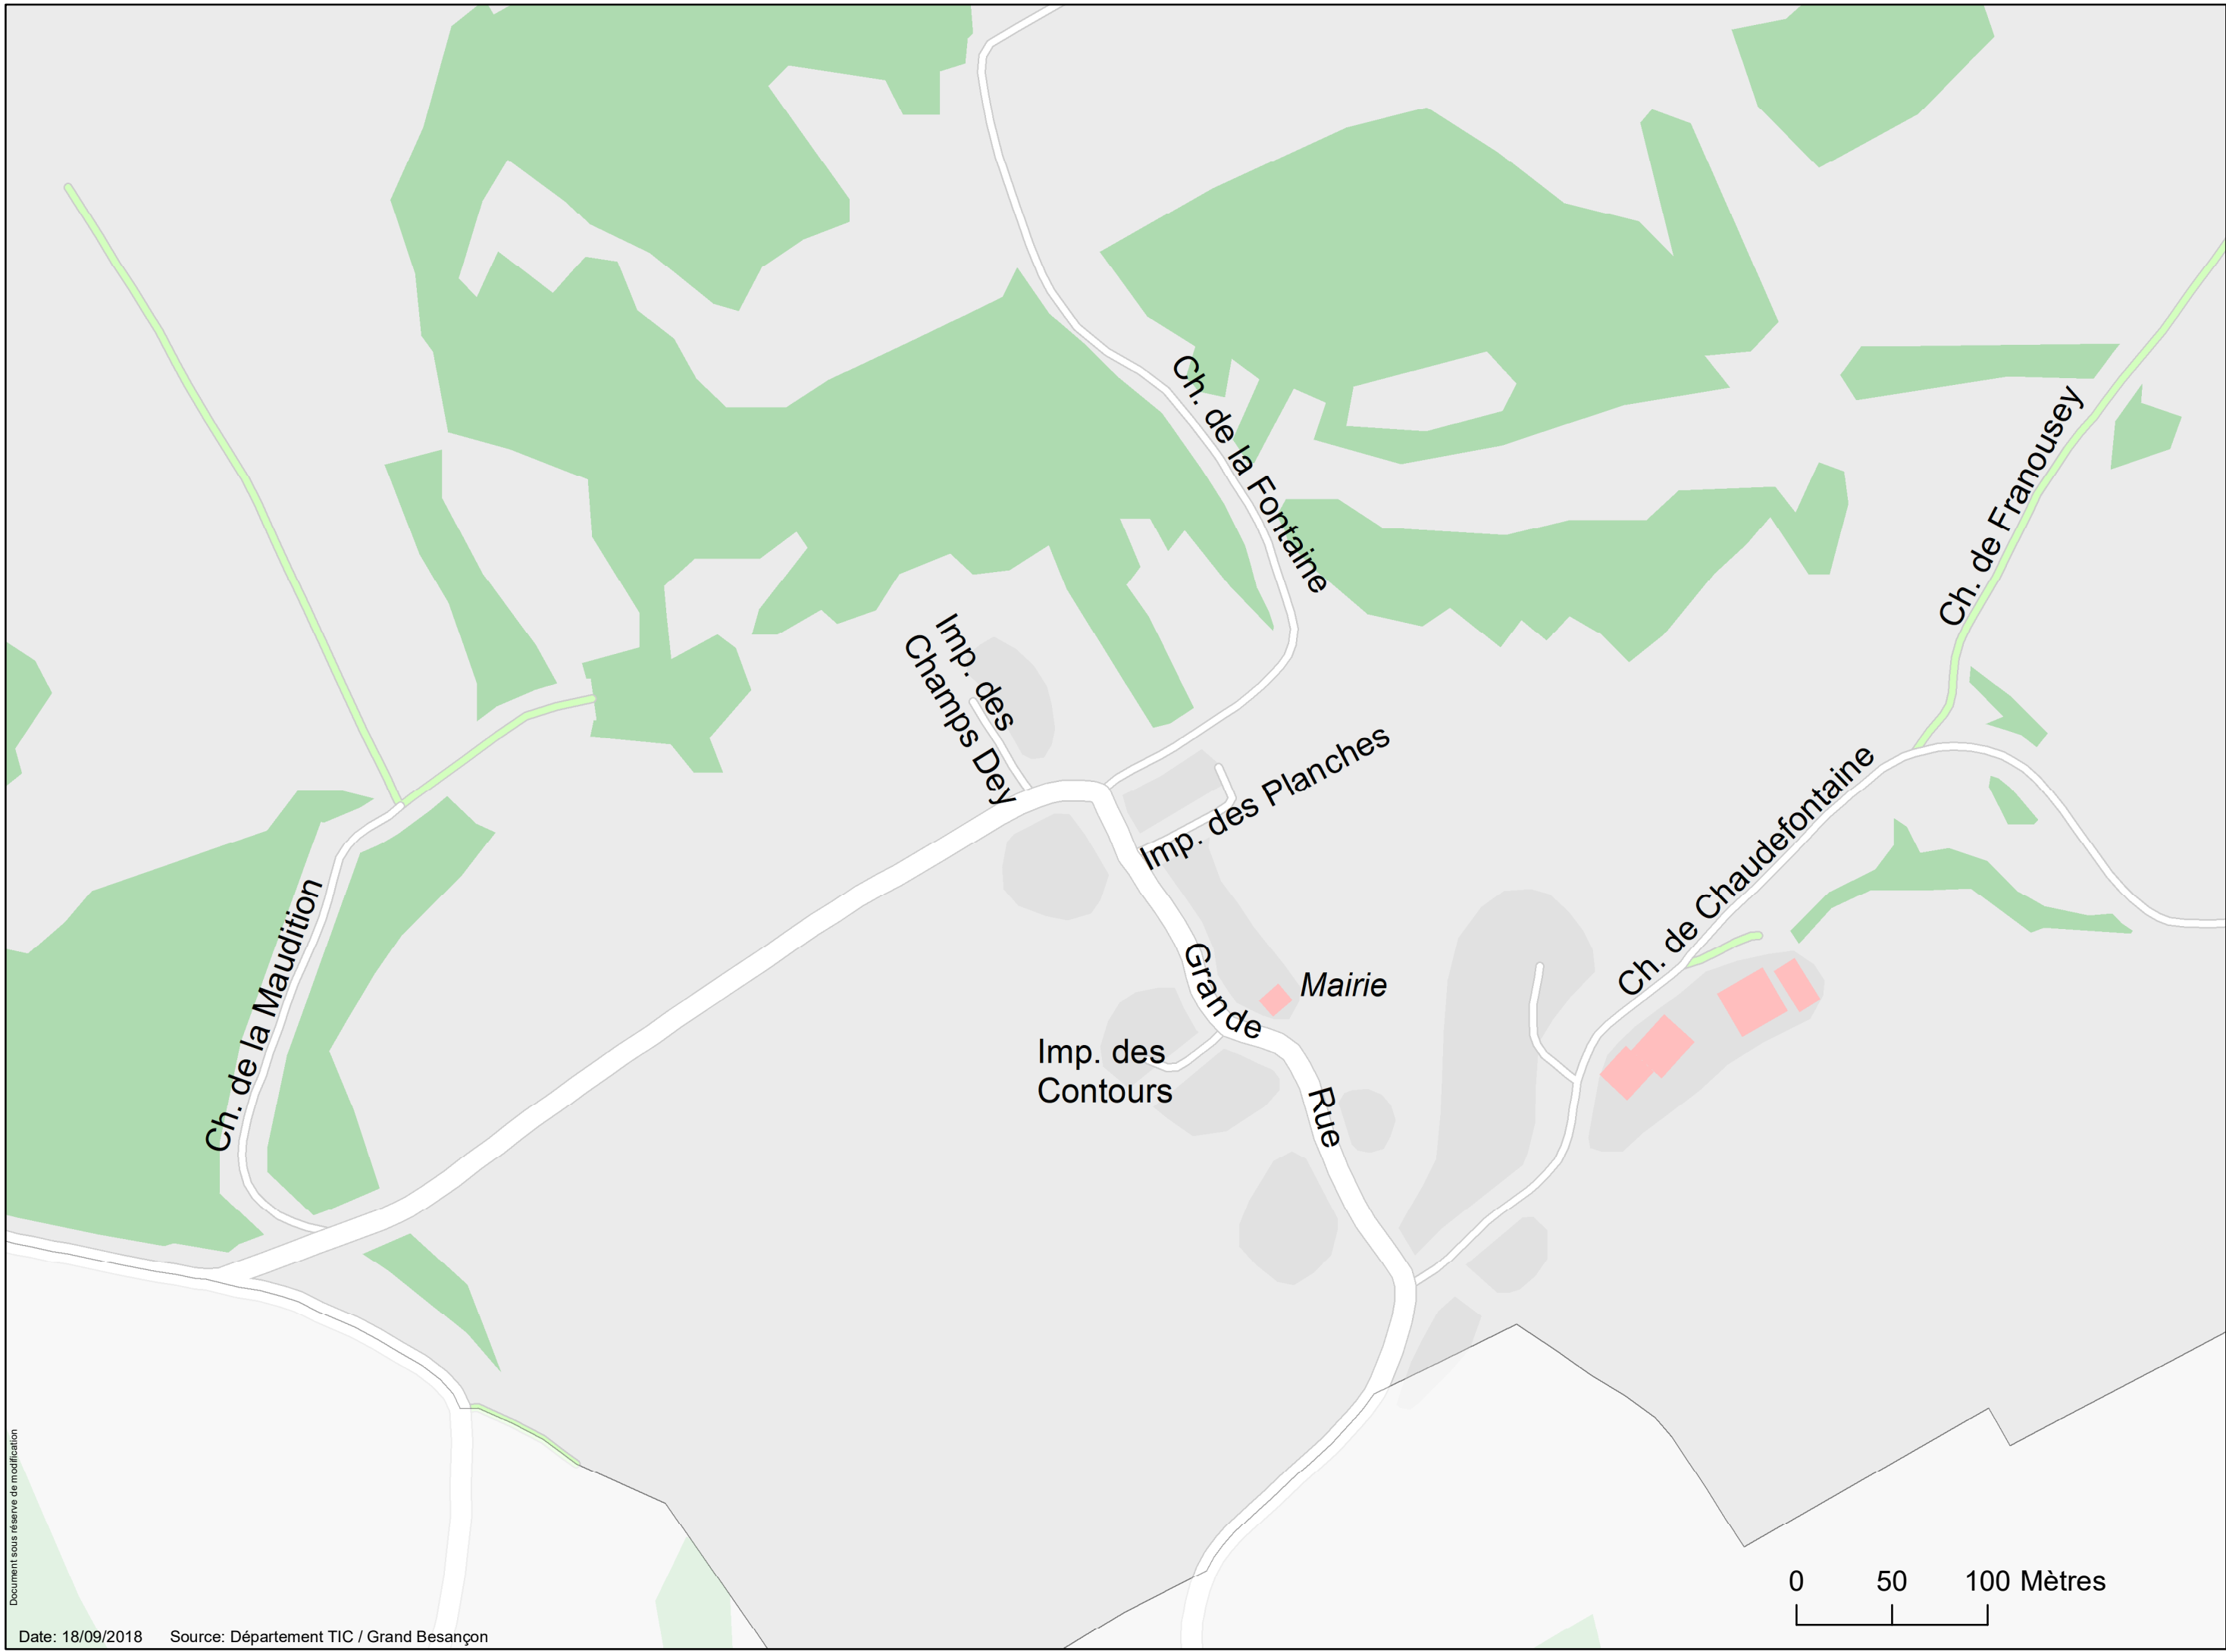 Ch. de la Fontaine
Ch. de Franousey
Imp. des
Champs Dey
Imp. des Planches
Ch. de Chaudefontaine
Ch. de la Maudition
Grande
Mairie
Imp. des
Contours
Rue
Document sous réserve de modification
0 50 100 Mètres
Date: 18/09/2018 Source: Département TIC / Grand Besançon